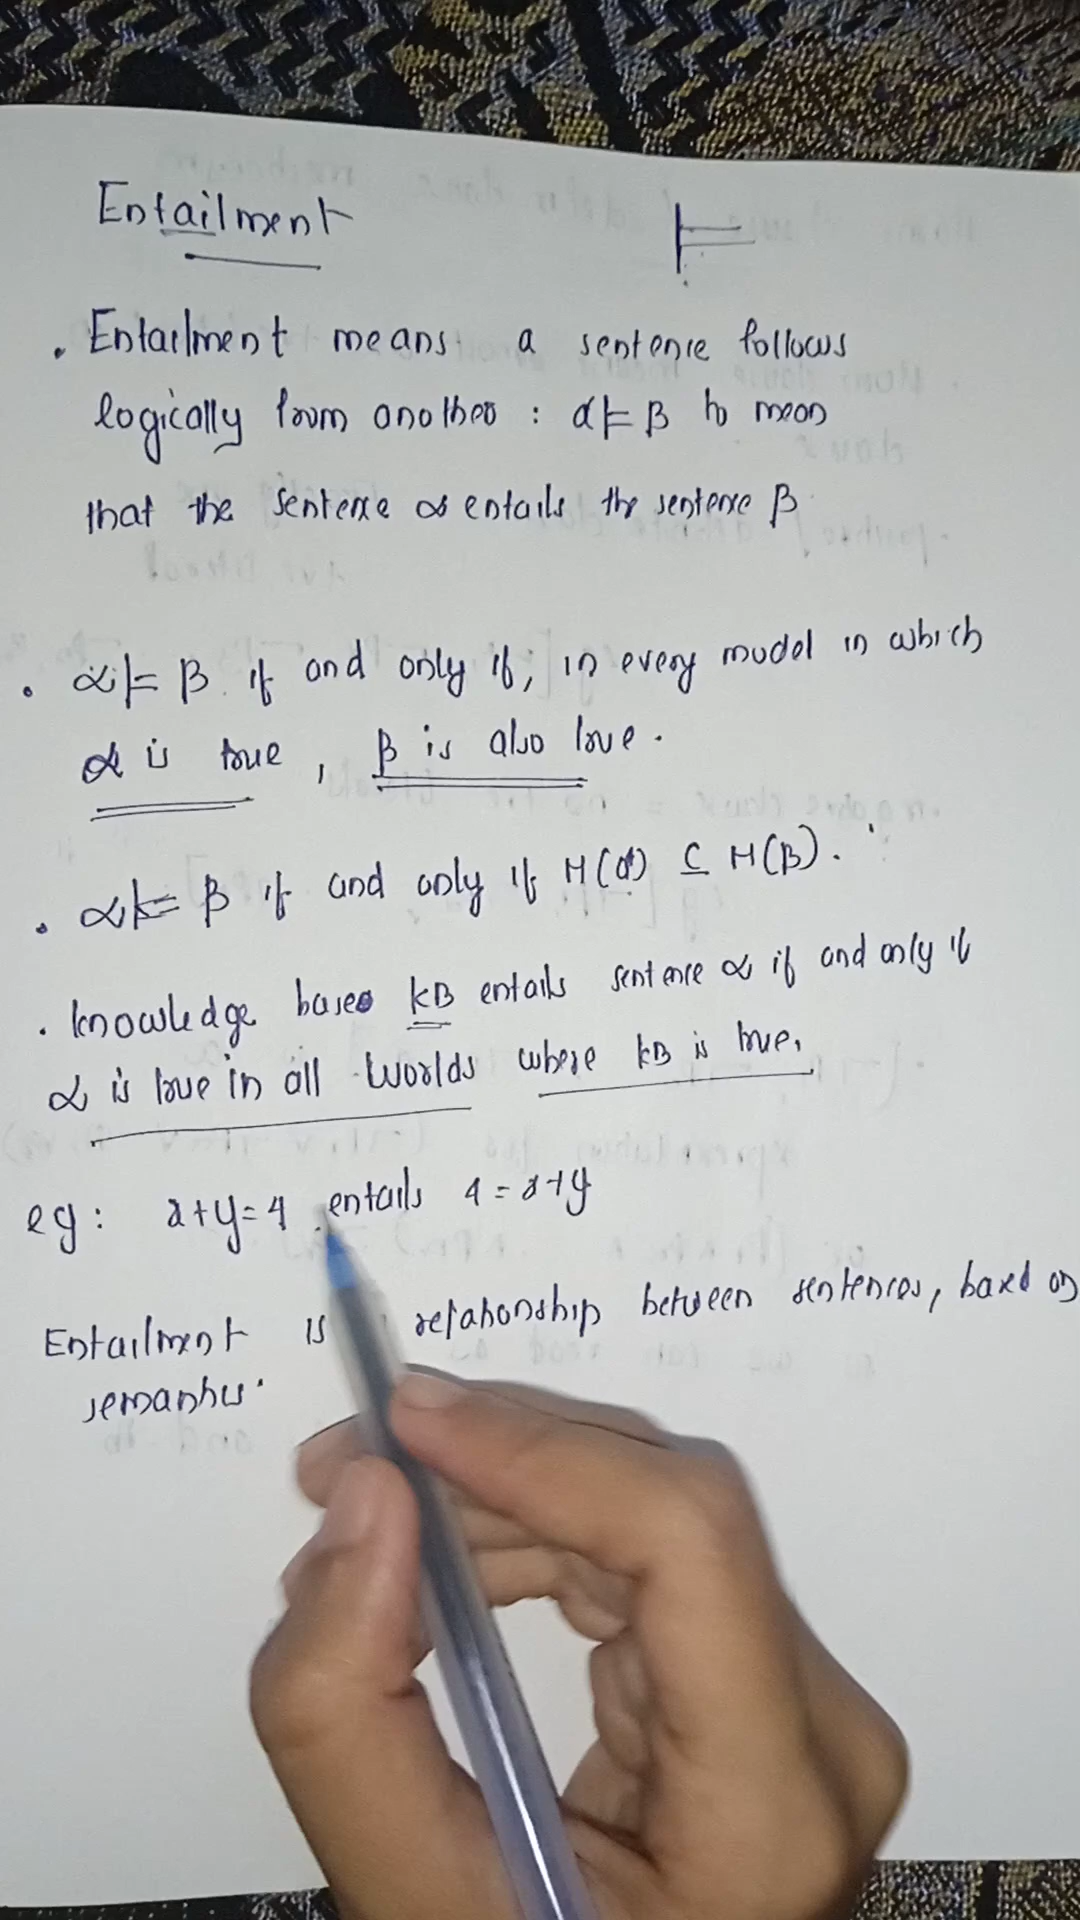 Entailment ⊨
. Entailment means a sentence follows
logically from another : α ⊨ β to mean
that the sentence α entails the sentence β
. α ⊨ β if and only if, in every model in which
α is true , β is also true .
. α ⊨ β if and only if M(α) ⊆ M(β) .
. knowledge bases KB entails sentence α if and only if
α is true in all worlds where KB is true.
eg : x+y=4 entails 4=x+y
Entailment is relationship between sentences, based on
semantics.